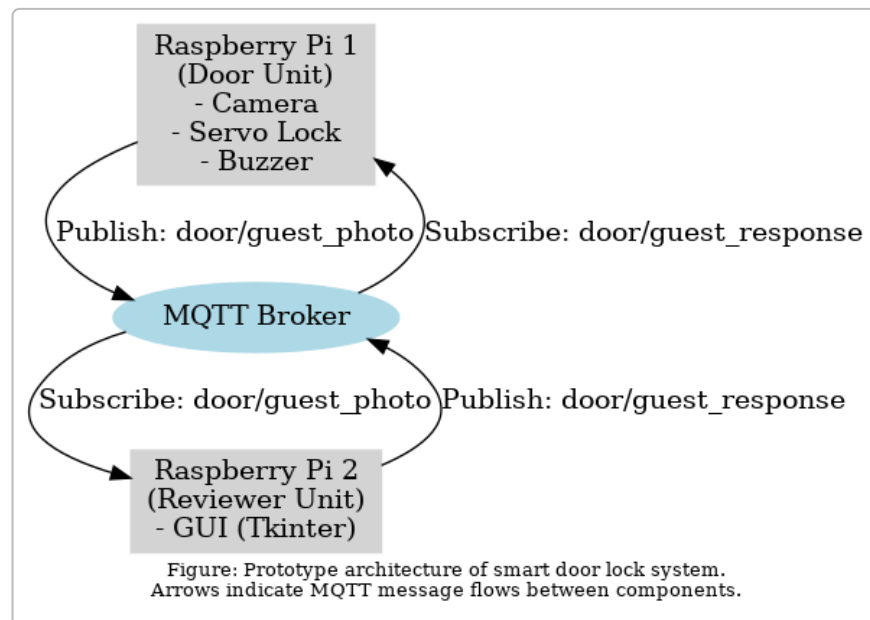 Raspberry Pi 1
(Door Unit)
- Camera
- Servo Lock
- Buzzer
Publish: door/guest_photo
Subscribe: door/guest_response
MQTT Broker
Subscribe: door/guest_photo
Publish: door/guest_response
Raspberry Pi 2
(Reviewer Unit)
- GUI (Tkinter)
Figure: Prototype architecture of smart door lock system.
Arrows indicate MQTT message flows between components.